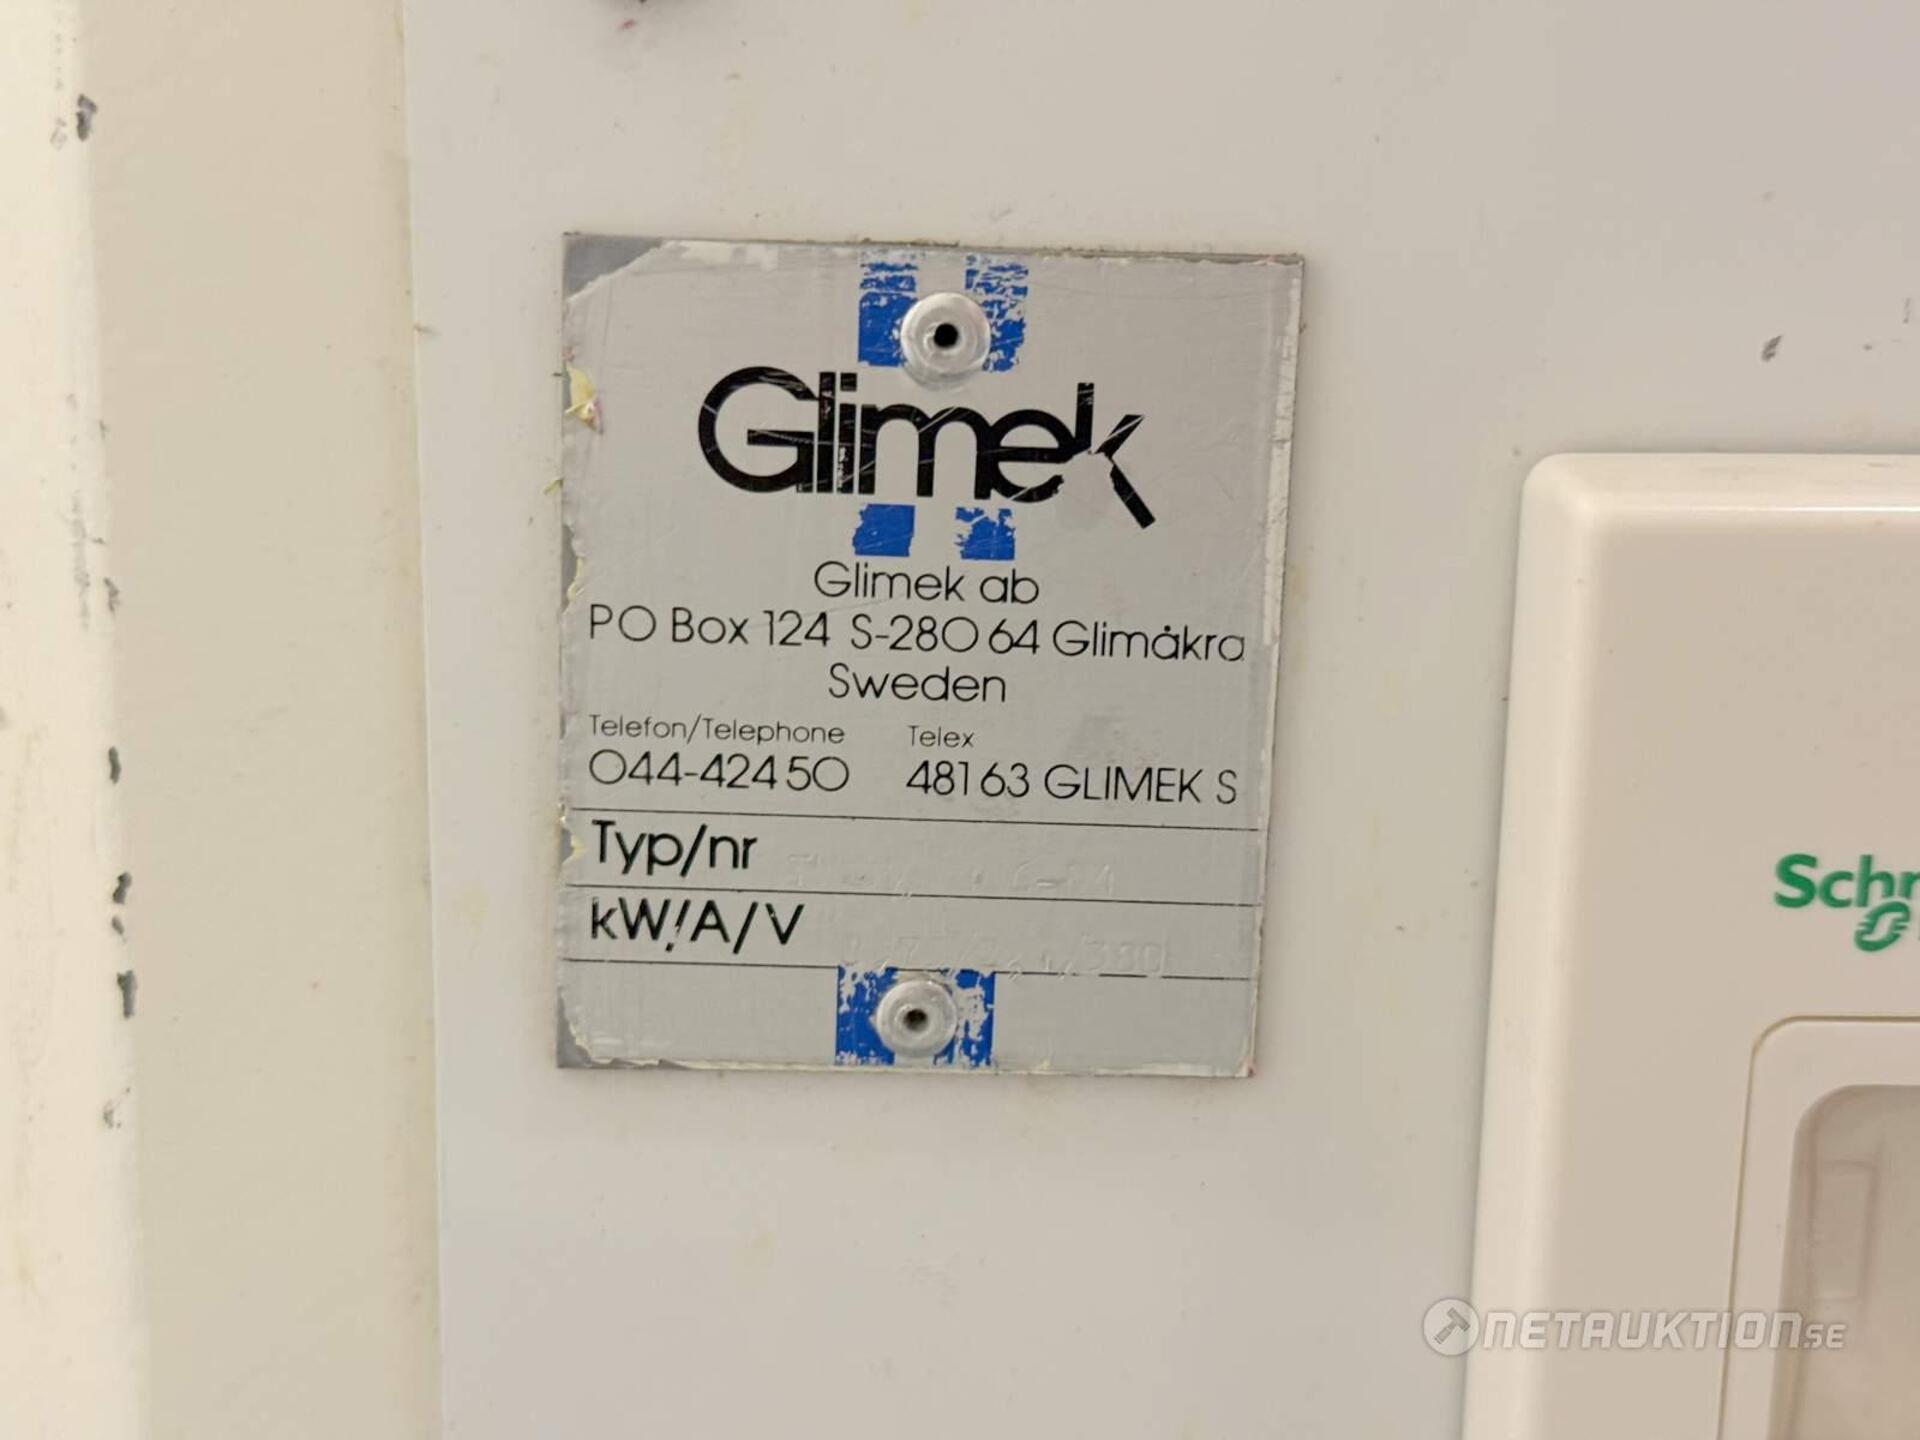 Glimek
Glimek ab
PO Box 124 S-280 64 Glimåkra
Sweden
Telefon/Telephone Telex
044-424 50 481 63 GLIMEK S
Typ/nr
kW/A/V /380
Schn
NETAUKTION.SE